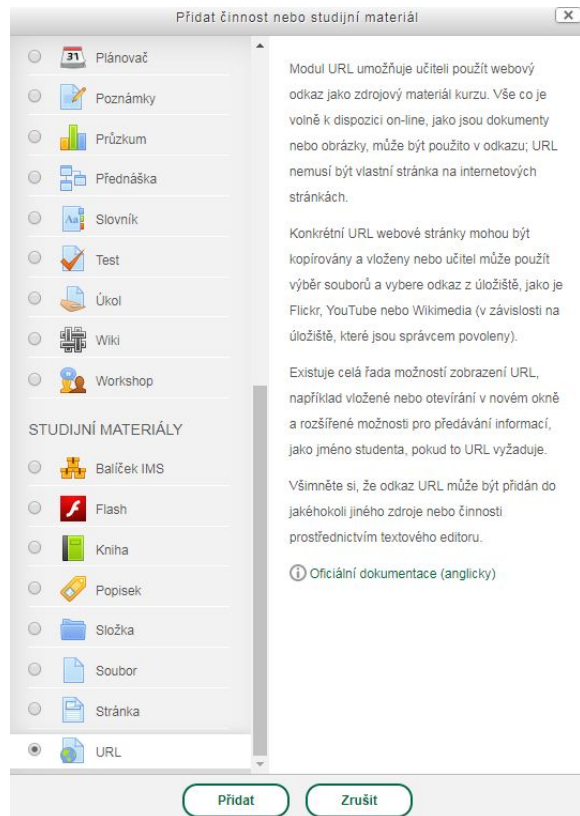 Přidat činnost nebo studijní materiál
31 Plánovač
Poznámky
Průzkum
Přednáška
Aa Slovník
Test
Úkol
Wiki
Workshop
STUDIJNÍ MATERIÁLY
Balíček IMS
Flash
Kniha
Popisek
Složka
Soubor
Stránka
URL
Modul URL umožňuje učiteli použít webový
odkaz jako zdrojový materiál kurzu. Vše co je
volně k dispozici on-line, jako jsou dokumenty
nebo obrázky, může být použito v odkazu; URL
nemusí být vlastní stránka na internetových
stránkách.
Konkrétní URL webové stránky mohou být
kopírovány a vloženy nebo učitel může použít
výběr souborů a vybere odkaz z úložiště, jako je
Flickr, YouTube nebo Wikimedia (v závislosti na
úložiště, které jsou správcem povoleny).
Existuje celá řada možností zobrazení URL,
například vložené nebo otevírání v novém okně
a rozšířené možnosti pro předávání informací,
jako jméno studenta, pokud to URL vyžaduje.
Všimněte si, že odkaz URL může být přidán do
jakéhokoli jiného zdroje nebo činnosti
prostřednictvím textového editoru.
Oficiální dokumentace (anglicky)
Přidat
Zrušit